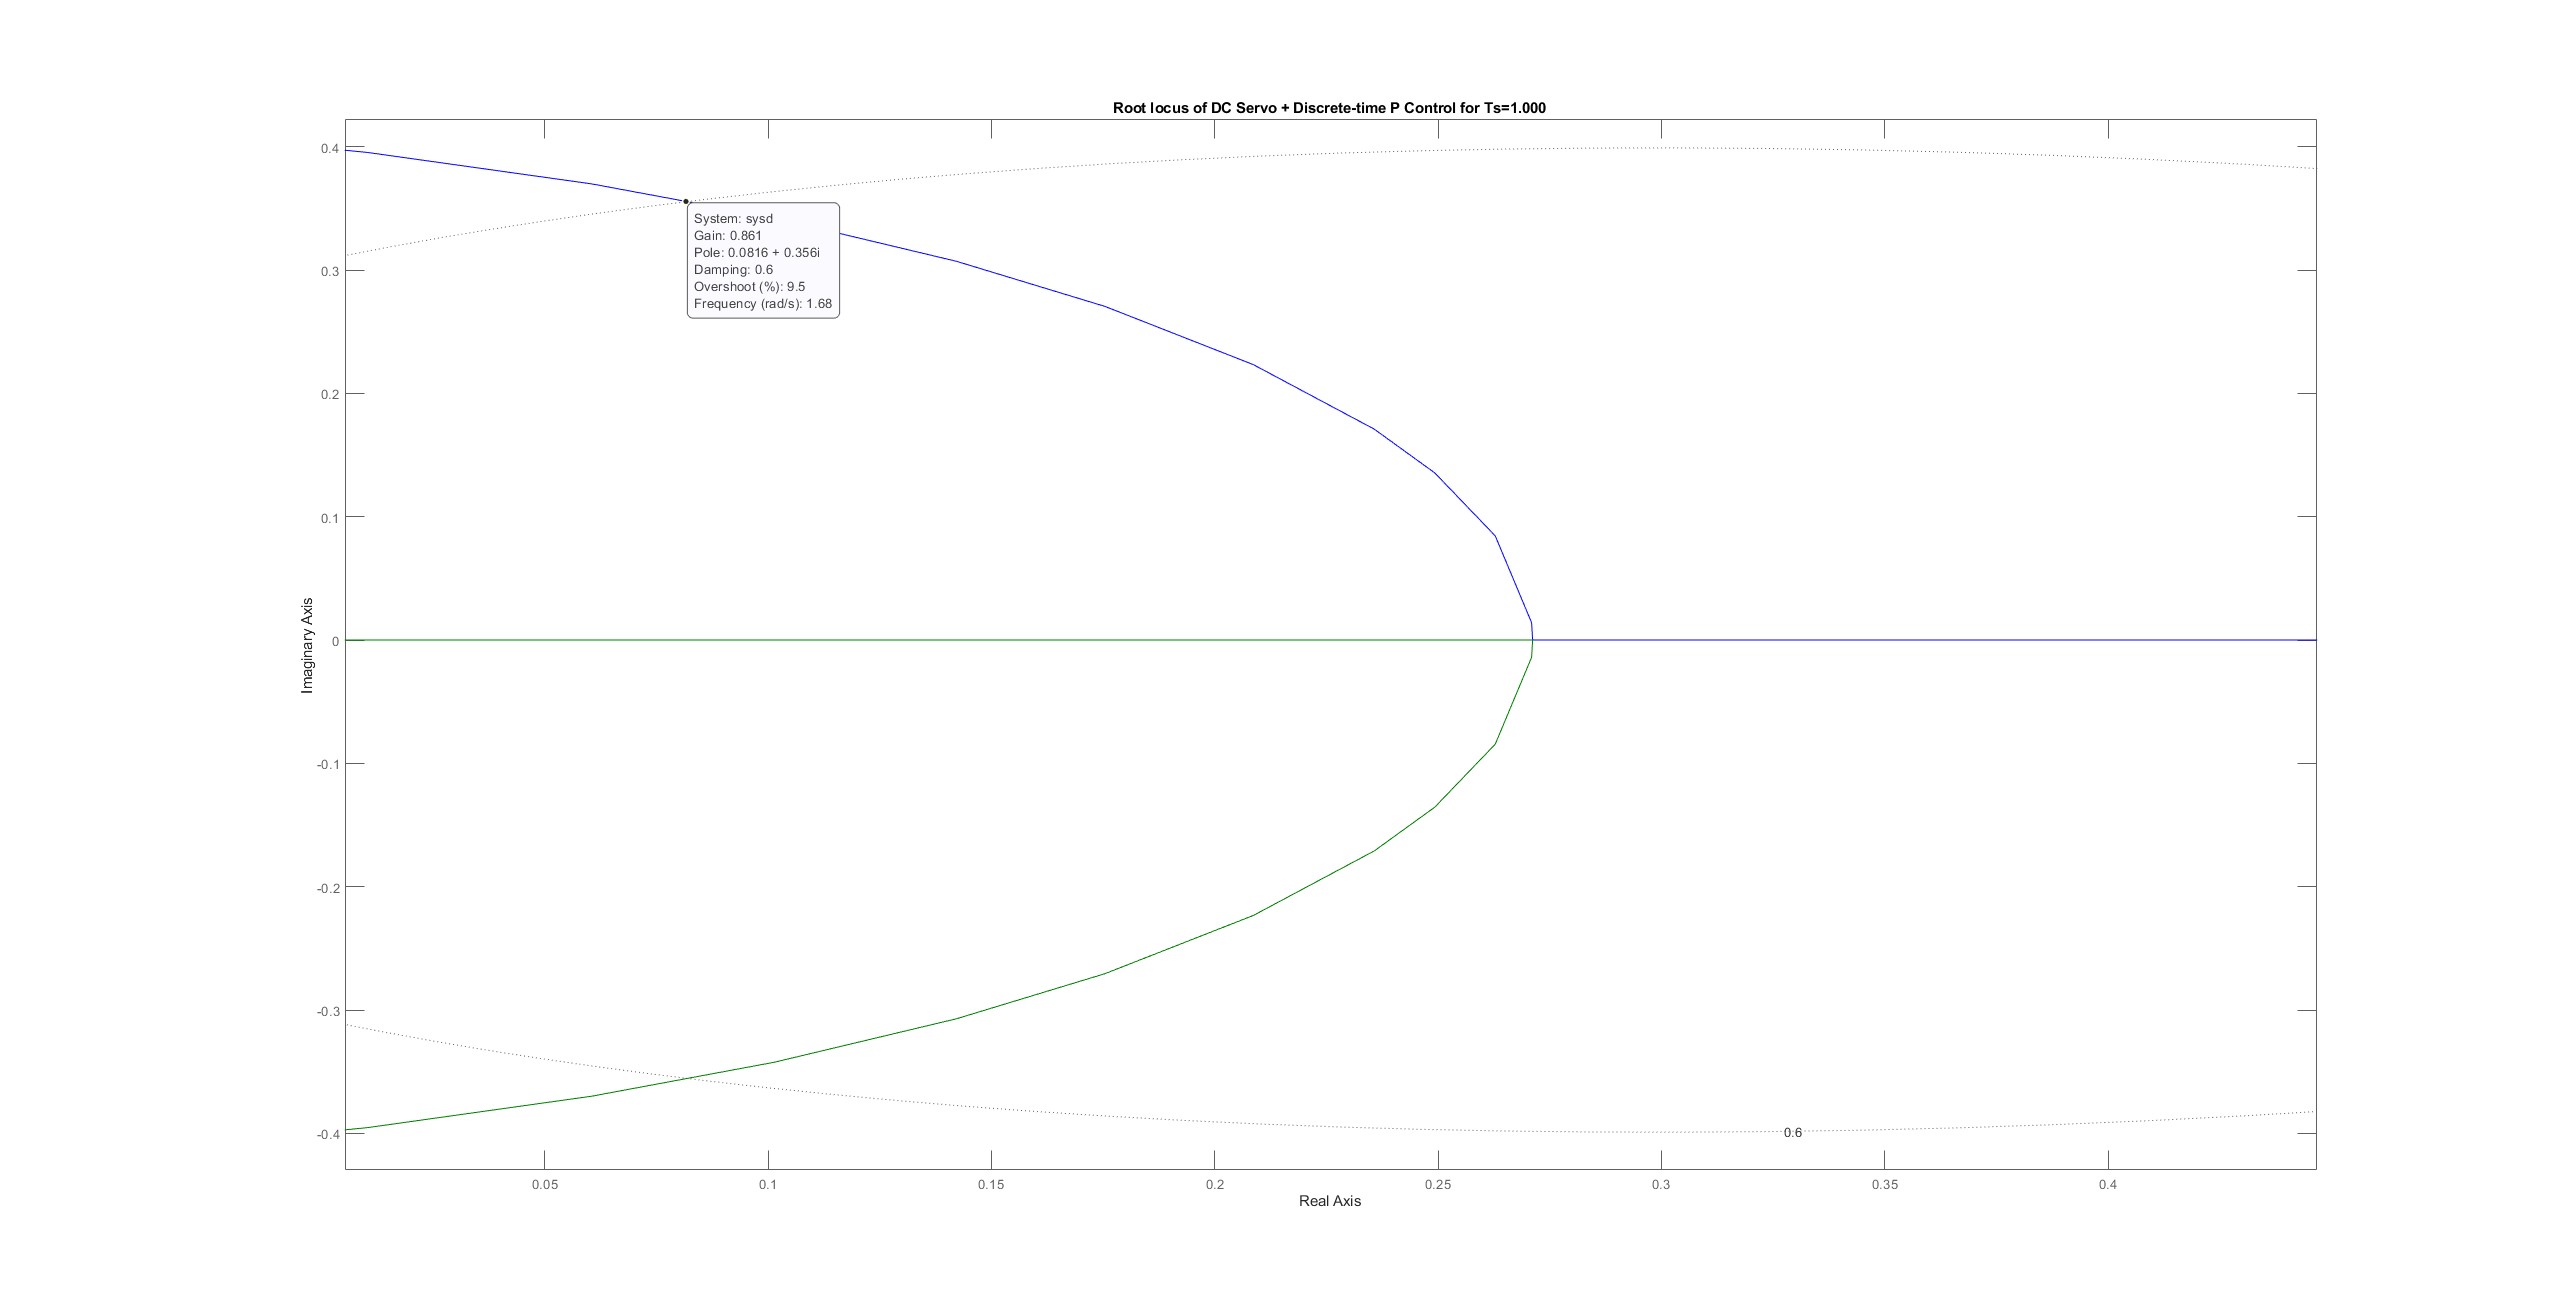 Root locus of DC Servo + Discrete-time P Control for Ts=1.000
0.4
0.3
0.2
0.1
0
-0.1
-0.2
-0.3
-0.4
Imaginary Axis
System: sysd
Gain: 0.861
Pole: 0.0816 + 0.356i
Damping: 0.6
Overshoot (%): 9.5
Frequency (rad/s): 1.68
0.6
0.05 0.1 0.15 0.2 0.25 0.3 0.35 0.4
Real Axis